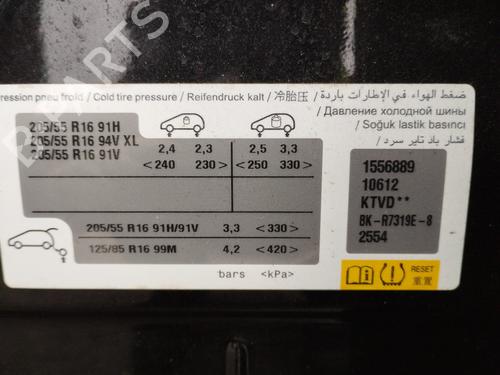 ression pneu froid / Cold tire pressure / Reifendruck kalt / 冷胎压 / ضغط الهواء في الإطارات باردة /
/ Давление холодной шины
/ Soğuk lastik basıncı
/ فشار باد تایر سرد
205/55 R16 91H
205/55 R16 94V XL
205/55 R16 91V
2,4 2,3 2,5 3,3
<240 230> <250 330>
205/55 R16 91H/91V 3,3 <330>
125/85 R16 99M 4,2 <420>
bars <kPa>
1556889
10612
KTVD**
BK-R7319E-8
2554
RESET
重置
B PARTS